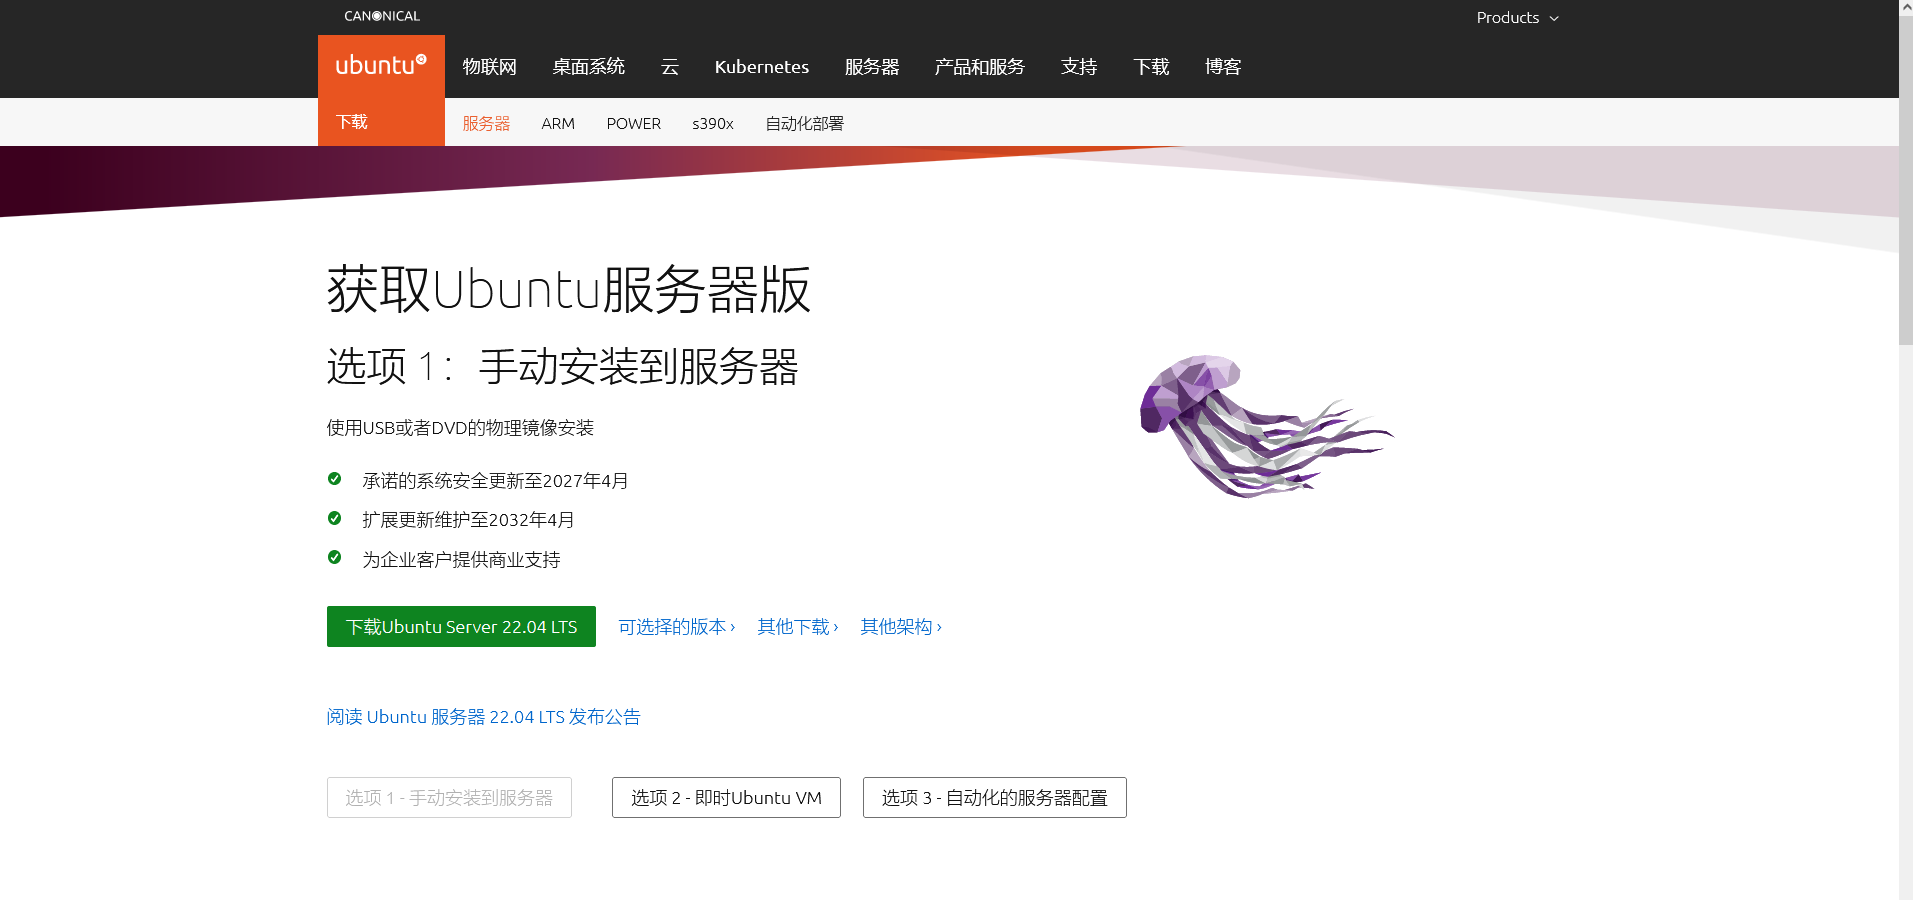 CANONICAL
Products
ubuntu
物联网 桌面系统 云 Kubernetes 服务器 产品和服务 支持 下载 博客
下载
服务器 ARM POWER s390x 自动化部署
获取Ubuntu服务器版
选项 1：手动安装到服务器
使用USB或者DVD的物理镜像安装
承诺的系统安全更新至2027年4月
扩展更新维护至2032年4月
为企业客户提供商业支持
下载Ubuntu Server 22.04 LTS 可选择的版本 › 其他下载 › 其他架构 ›
阅读 Ubuntu 服务器 22.04 LTS 发布公告
选项 1 - 手动安装到服务器 选项 2 - 即时Ubuntu VM 选项 3 - 自动化的服务器配置